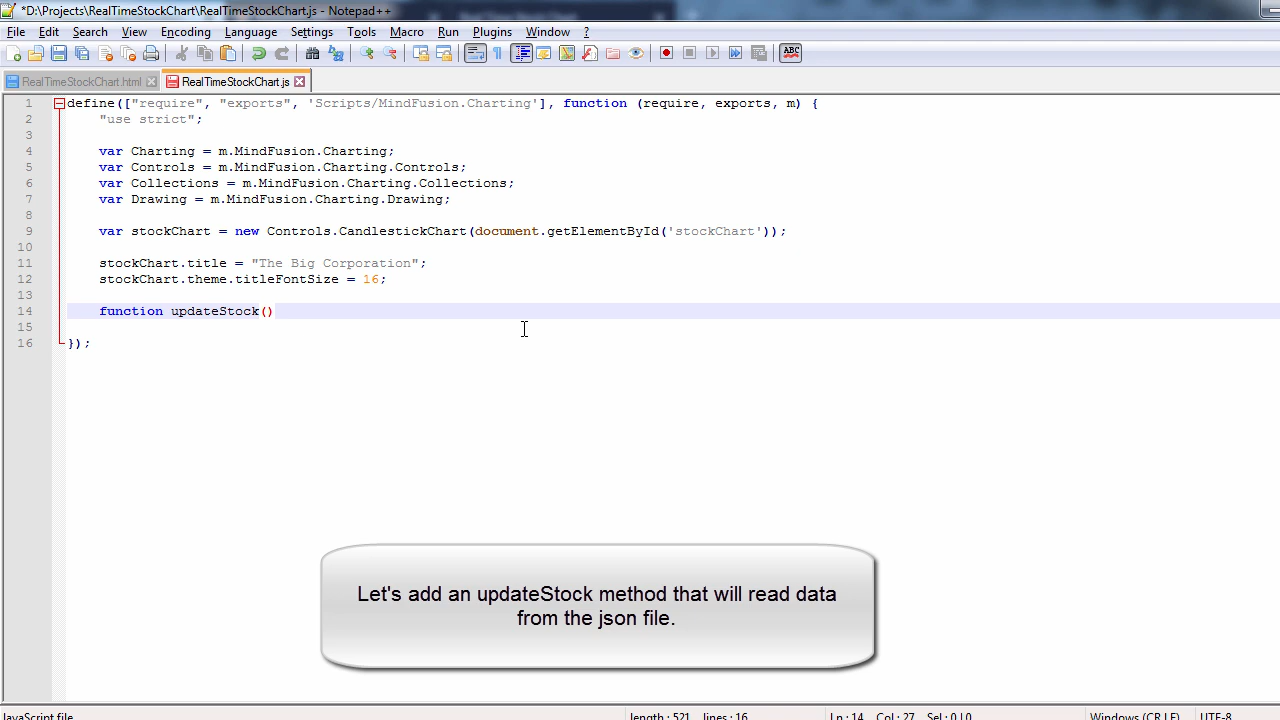 *D:\Projects\RealTimeStockChart\RealTimeStockChart.js - Notepad++
File Edit Search View Encoding Language Settings Tools Macro Run Plugins Window ?
ABC
RealTimeStockChart.html RealTimeStockChart.js
1 define(["require", "exports", 'Scripts/MindFusion.Charting'], function (require, exports, m) {
2 "use strict";
3
4 var Charting = m.MindFusion.Charting;
5 var Controls = m.MindFusion.Charting.Controls;
6 var Collections = m.MindFusion.Charting.Collections;
7 var Drawing = m.MindFusion.Charting.Drawing;
8
9 var stockChart = new Controls.CandlestickChart(document.getElementById('stockChart'));
10
11 stockChart.title = "The Big Corporation";
12 stockChart.theme.titleFontSize = 16;
13
14 function updateStock()
15
16 });
Let's add an updateStock method that will read data
from the json file.
JavaScript file length : 521 lines : 16 Ln : 14 Col : 27 Sel : 0 | 0 Windows (CR LF) UTF-8